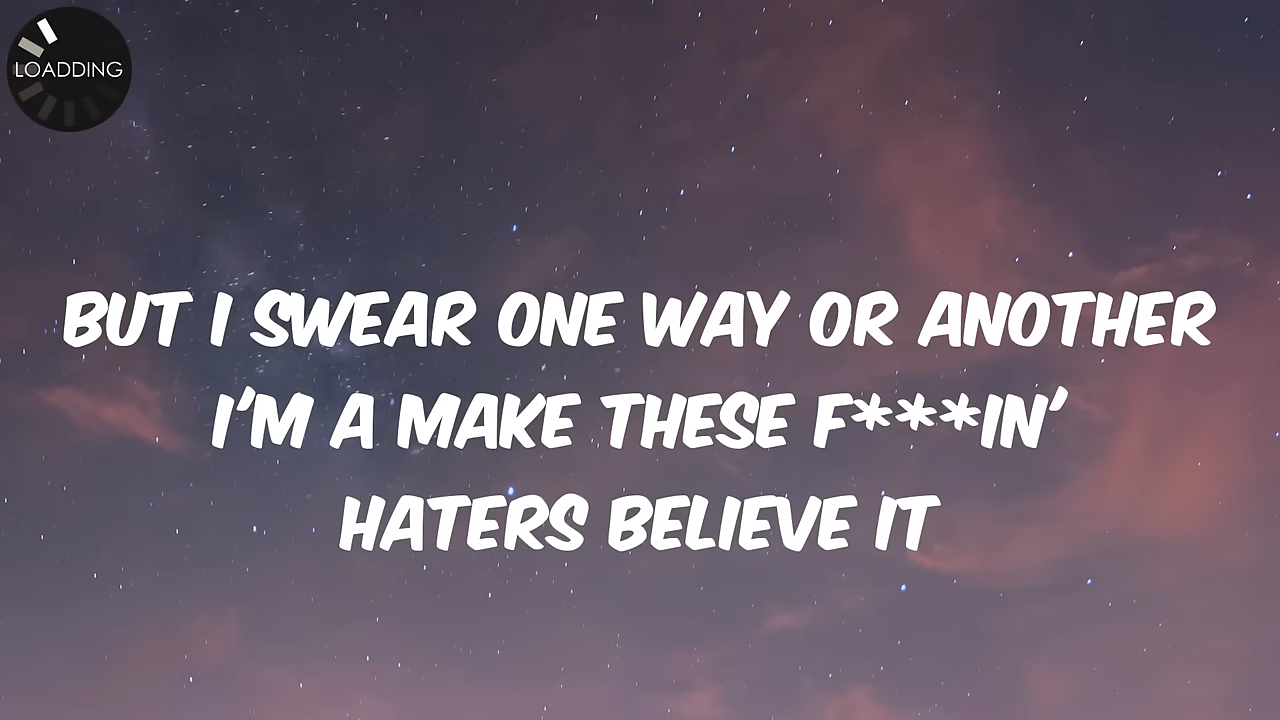 LOADDING
BUT I SWEAR ONE WAY OR ANOTHER
I'M A MAKE THESE F***IN'
HATERS BELIEVE IT